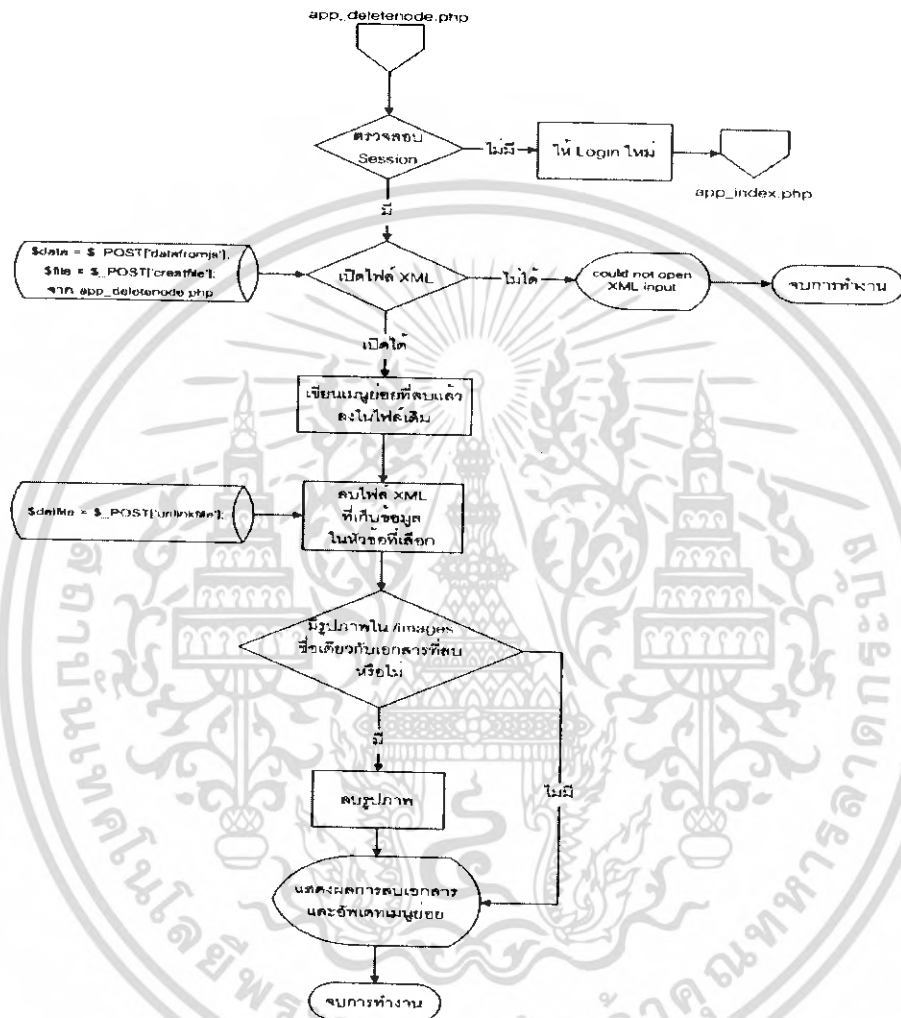 app_deletenode.php
ตรวจสอบ
Session
ไม่มี
ให้ Login ใหม่
app_index.php
มี
$data = $_POST['datafromjs'];
$file = $_POST['creatfile'];
จาก app_deletenode.php
เปิดไฟล์ XML
ไม่ได้
could not open
XML input
จบการทำงาน
เปิดได้
เขียนเมนูย่อยที่ลบแล้ว
ลงในไฟล์เดิม
$delfile = $_POST['unlinkfile'];
ลบไฟล์ XML
ที่เก็บข้อมูล
ในหัวข้อที่เลือก
มีรูปภาพใน /images
ชื่อเดียวกับเอกสารที่ลบ
หรือไม่
มี
ไม่มี
ลบรูปภาพ
แสดงผลการลบเอกสาร
และอัพเดทเมนูย่อย
จบการทำงาน